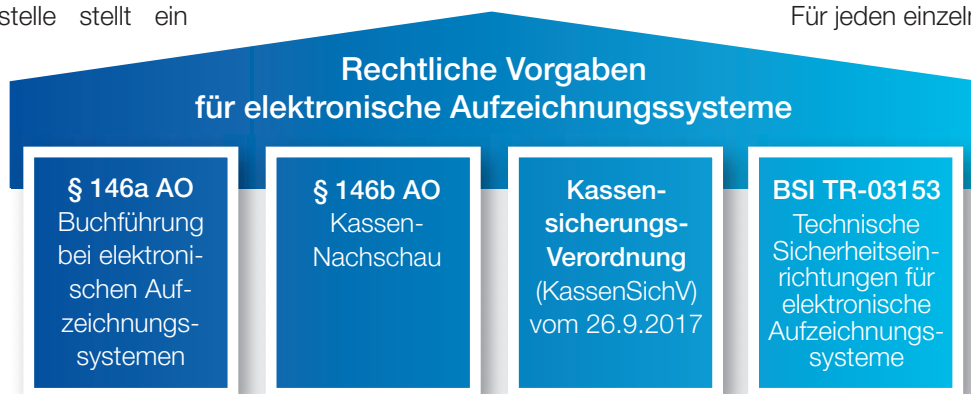 stelle stellt ein
Für jeden einzeln
Rechtliche Vorgaben
für elektronische Aufzeichnungssysteme
§ 146a AO
Buchführung
bei elektroni-
schen Auf-
zeichnungs-
systemen
§ 146b AO
Kassen-
Nachschau
Kassen-
sicherungs-
Verordnung
(KassenSichV)
vom 26.9.2017
BSI TR-03153
Technische
Sicherheitsein-
richtungen für
elektronische
Aufzeichnungs-
systeme